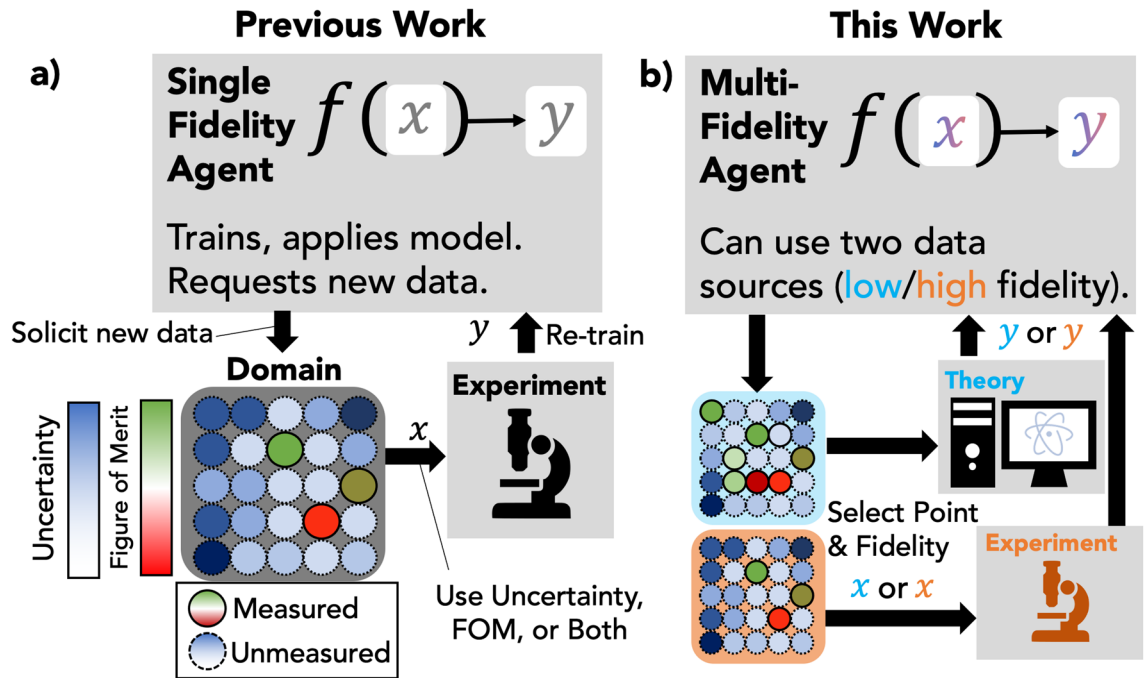 Previous Work
a)
Single
Fidelity
Agent
f(x) → y
Trains, applies model.
Requests new data.
Solicit new data
y
Re-train
Domain
Uncertainty
Figure of Merit
x
Experiment
Use Uncertainty,
FOM, or Both
Measured
Unmeasured
This Work
b)
Multi-
Fidelity
Agent
f(x) → y
Can use two data
sources (low/high fidelity).
y or y
Theory
Select Point
& Fidelity
x or x
Experiment